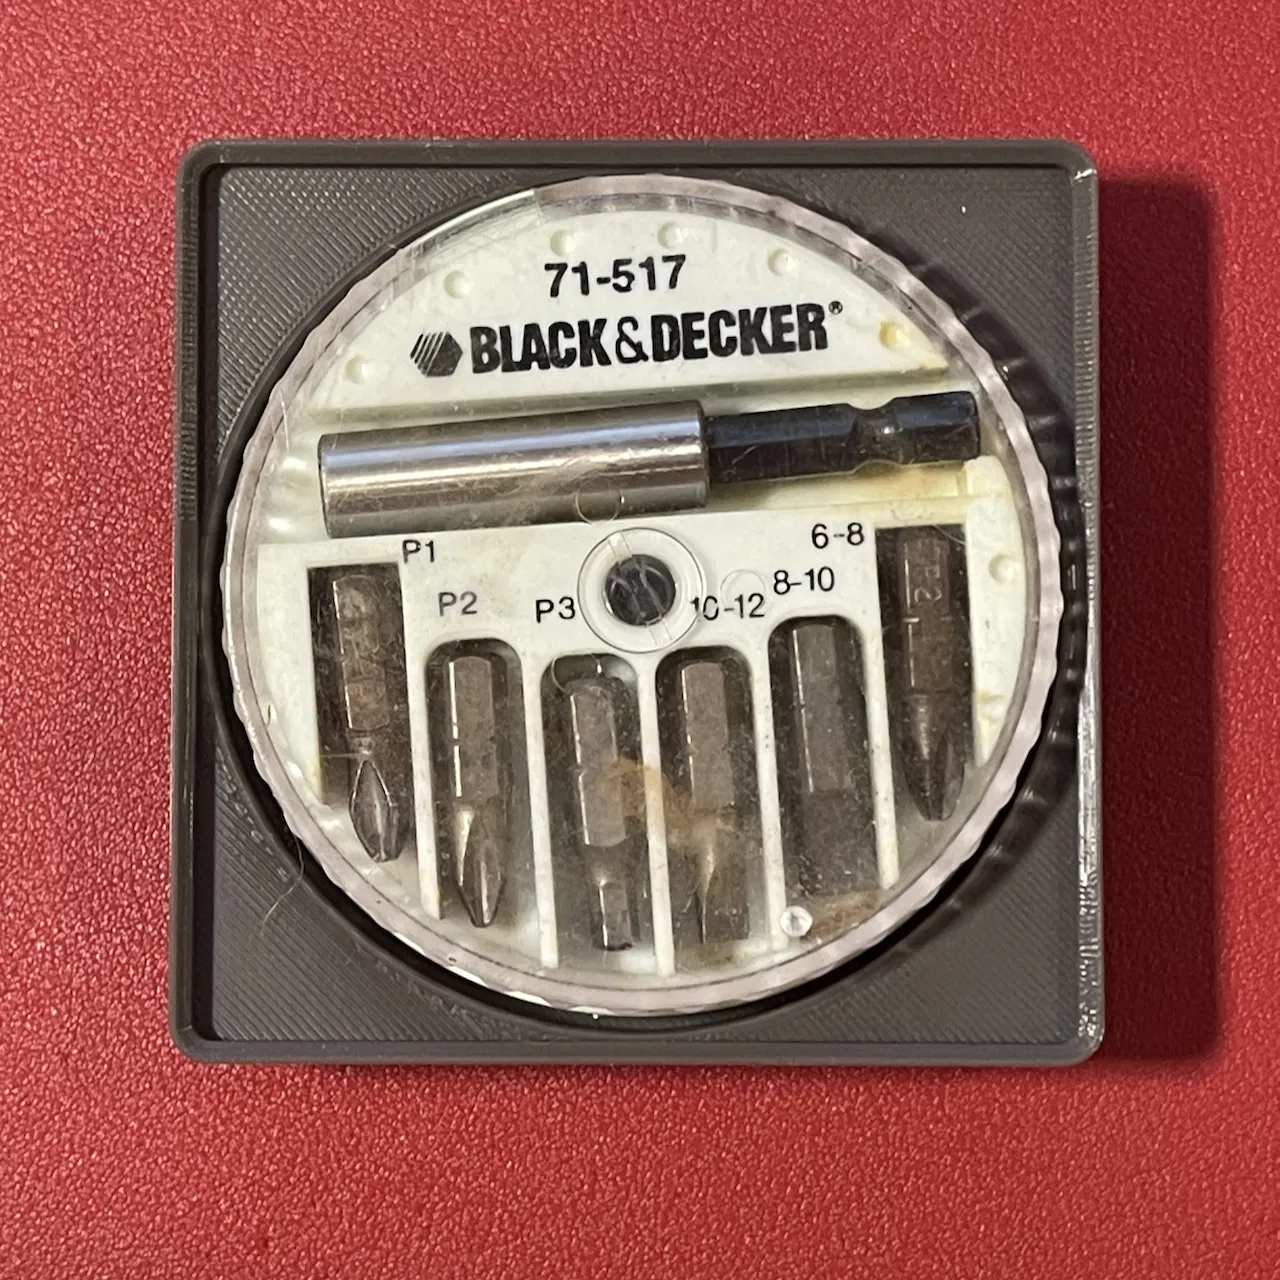 71-517
BLACK&DECKER®
P1
P2
P3
10-12
8-10
6-8